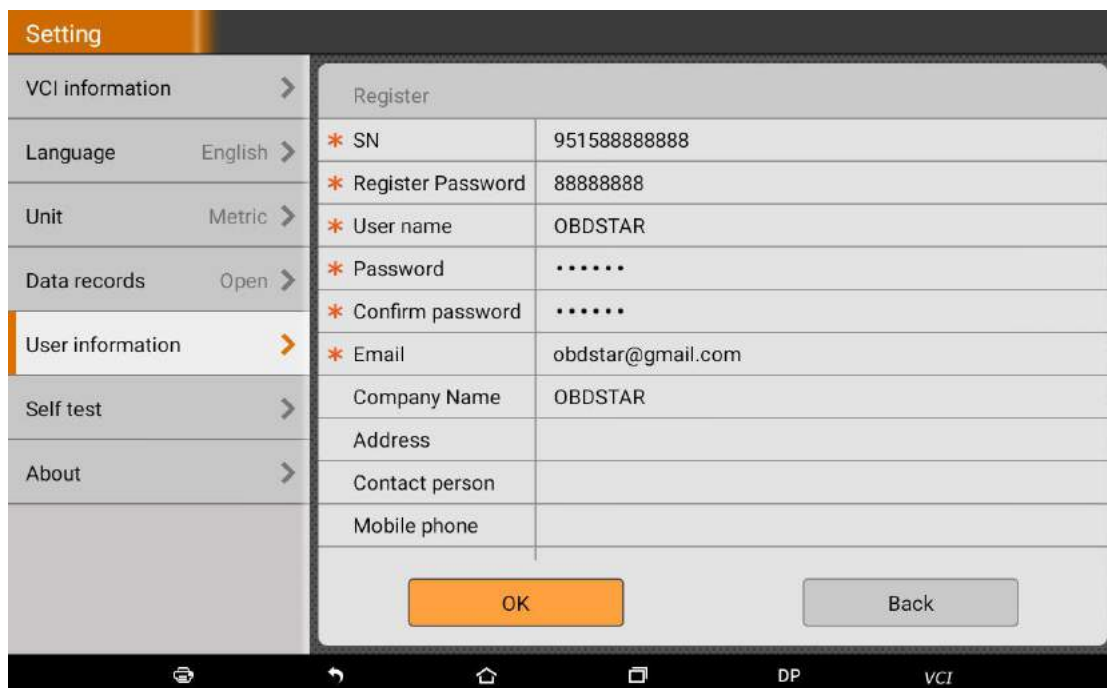 Setting
VCI information
Language English
Unit Metric
Data records Open
User information
Self test
About
Register
* SN 951588888888
* Register Password 88888888
* User name OBDSTAR
* Password ••••••
* Confirm password ••••••
* Email obdstar@gmail.com
Company Name OBDSTAR
Address
Contact person
Mobile phone
OK Back
DP VCI